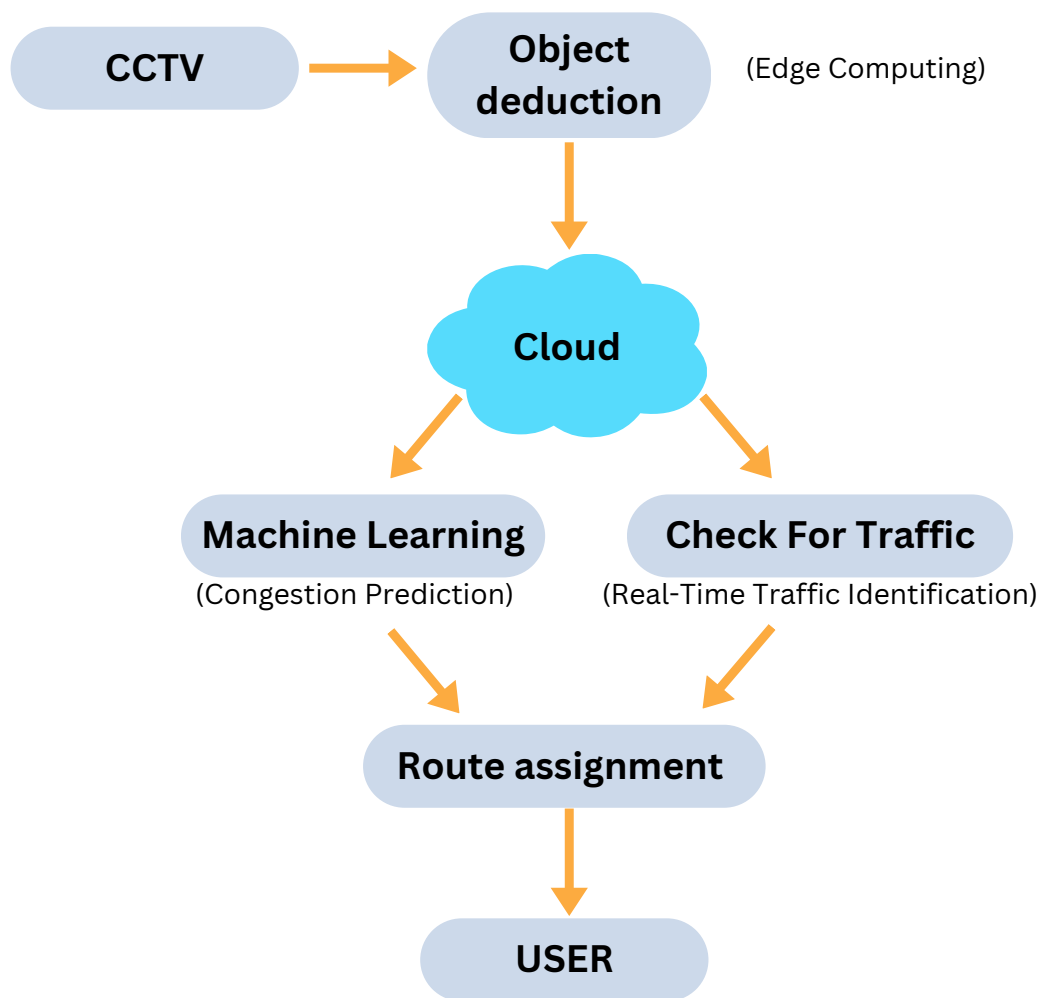 CCTV
Object
deduction
(Edge Computing)
Cloud
Machine Learning
(Congestion Prediction)
Check For Traffic
(Real-Time Traffic Identification)
Route assignment
USER